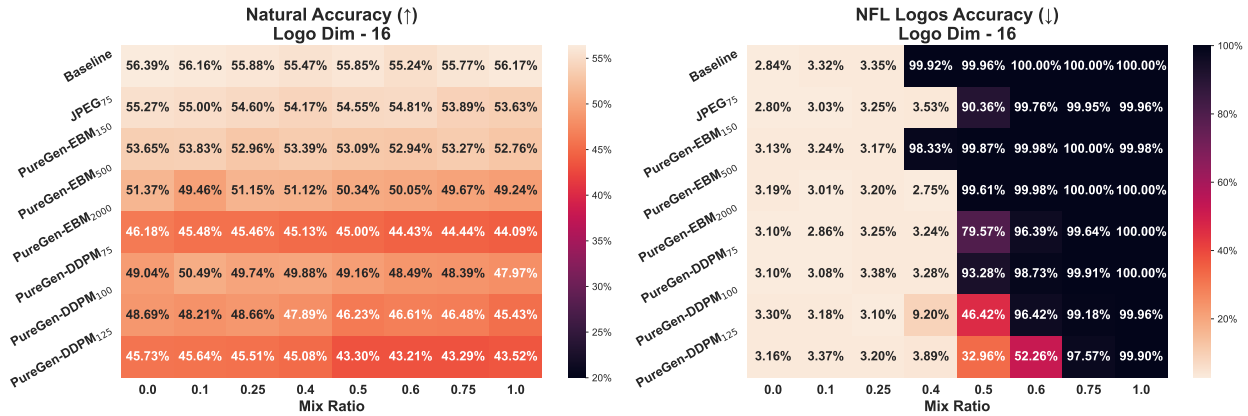 Natural Accuracy (↑)
Logo Dim - 16
Baseline 56.39% 56.16% 55.88% 55.47% 55.85% 55.24% 55.77% 56.17%
JPEG75 55.27% 55.00% 54.60% 54.17% 54.55% 54.81% 53.89% 53.63%
PureGen-EBM150 53.65% 53.83% 52.96% 53.39% 53.09% 52.94% 53.27% 52.76%
PureGen-EBM500 51.37% 49.46% 51.15% 51.12% 50.34% 50.05% 49.67% 49.24%
PureGen-EBM2000 46.18% 45.48% 45.46% 45.13% 45.00% 44.43% 44.44% 44.09%
PureGen-DDPM75 49.04% 50.49% 49.74% 49.88% 49.16% 48.49% 48.39% 47.97%
PureGen-DDPM100 48.69% 48.21% 48.66% 47.89% 46.23% 46.61% 46.48% 45.43%
PureGen-DDPM125 45.73% 45.64% 45.51% 45.08% 43.30% 43.21% 43.29% 43.52%
0.0 0.1 0.25 0.4 0.5 0.6 0.75 1.0
Mix Ratio
55%
50%
45%
40%
35%
30%
25%
20%
NFL Logos Accuracy (↓)
Logo Dim - 16
Baseline 2.84% 3.32% 3.35% 99.92% 99.96% 100.00% 100.00% 100.00%
JPEG75 2.80% 3.03% 3.25% 3.53% 90.36% 99.76% 99.95% 99.96%
PureGen-EBM150 3.13% 3.24% 3.17% 98.33% 99.87% 99.98% 100.00% 99.98%
PureGen-EBM500 3.19% 3.01% 3.20% 2.75% 99.61% 99.98% 100.00% 100.00%
PureGen-EBM2000 3.10% 2.86% 3.25% 3.24% 79.57% 96.39% 99.64% 100.00%
PureGen-DDPM75 3.10% 3.08% 3.38% 3.28% 93.28% 98.73% 99.91% 100.00%
PureGen-DDPM100 3.30% 3.18% 3.10% 9.20% 46.42% 96.42% 99.18% 99.96%
PureGen-DDPM125 3.16% 3.37% 3.20% 3.89% 32.96% 52.26% 97.57% 99.90%
0.0 0.1 0.25 0.4 0.5 0.6 0.75 1.0
Mix Ratio
100%
80%
60%
40%
20%